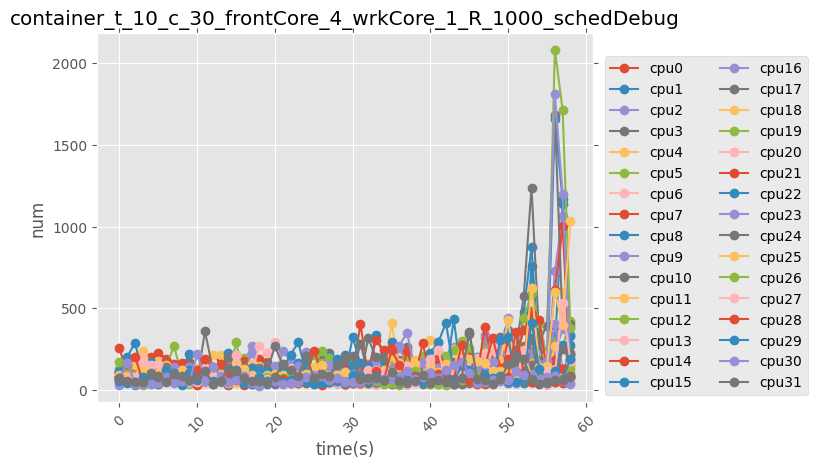 container_t_10_c_30_frontCore_4_wrkCore_1_R_1000_schedDebug
2000
1500
1000
500
0
num
0
10
20
30
40
50
60
time(s)
cpu0
cpu1
cpu2
cpu3
cpu4
cpu5
cpu6
cpu7
cpu8
cpu9
cpu10
cpu11
cpu12
cpu13
cpu14
cpu15
cpu16
cpu17
cpu18
cpu19
cpu20
cpu21
cpu22
cpu23
cpu24
cpu25
cpu26
cpu27
cpu28
cpu29
cpu30
cpu31